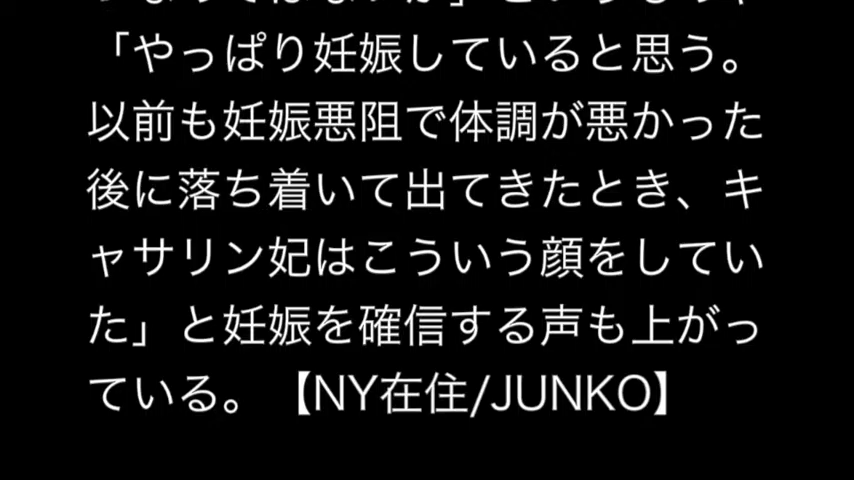 「やっぱり妊娠していると思う。
以前も妊娠悪阻で体調が悪かった
後に落ち着いて出てきたとき、キ
ャサリン妃はこういう顔をしてい
た」と妊娠を確信する声も上がっ
ている。【NY在住/JUNKO】